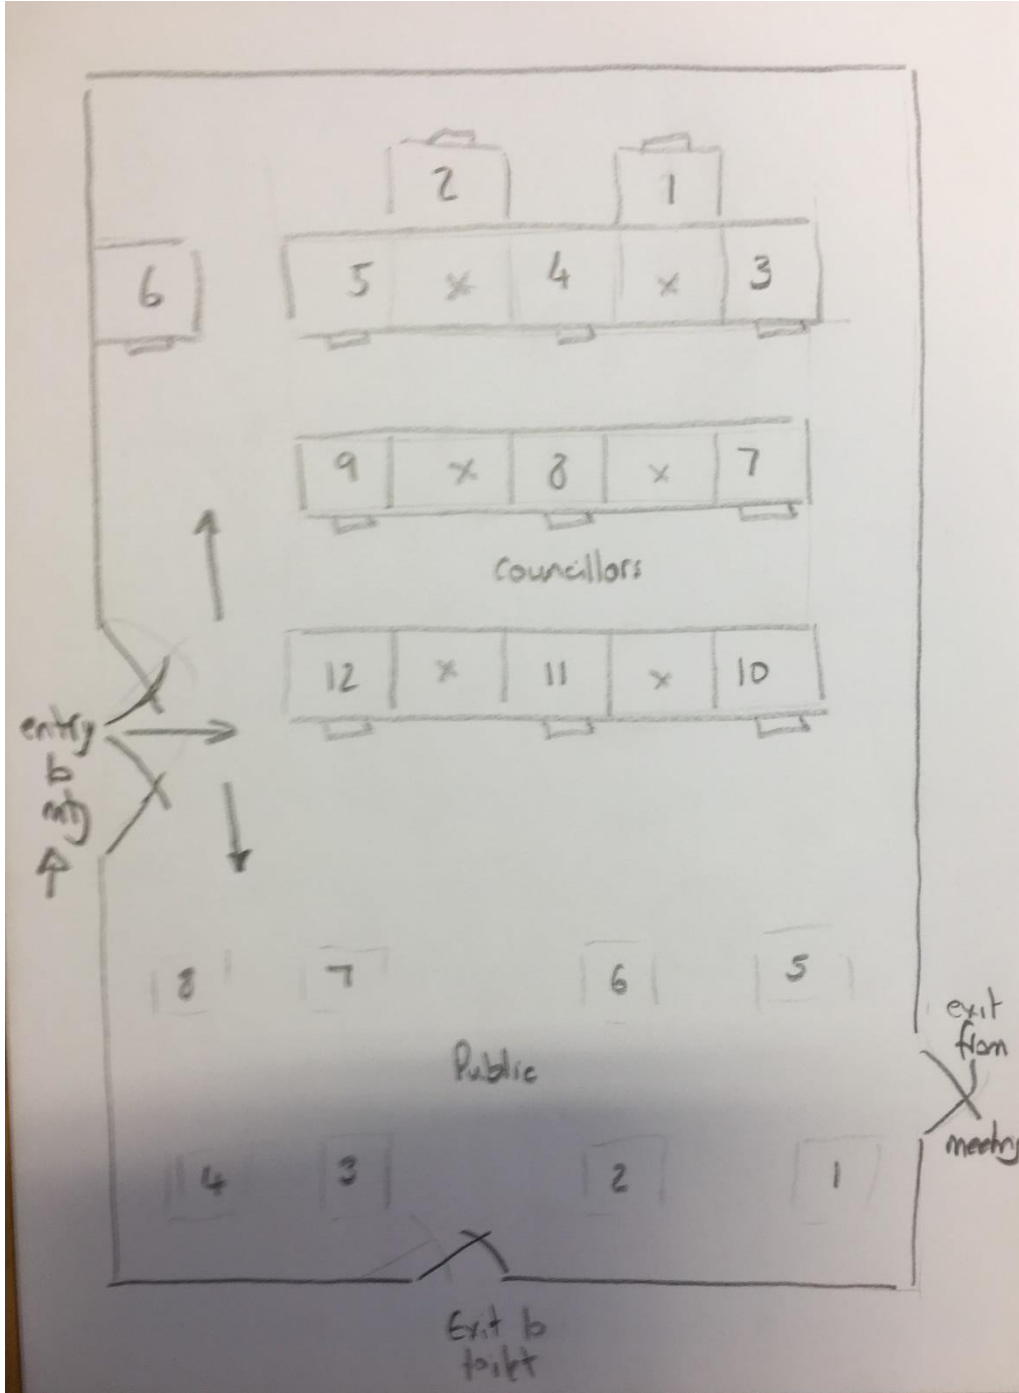 2 1
6 5 x 4 x 3
9 x 8 x 7
Councillors
12 x 11 x 10
entry
to
mtg
8 7 6 5
exit
from
meeting
Public
4 3 2 1
Exit to
toilet